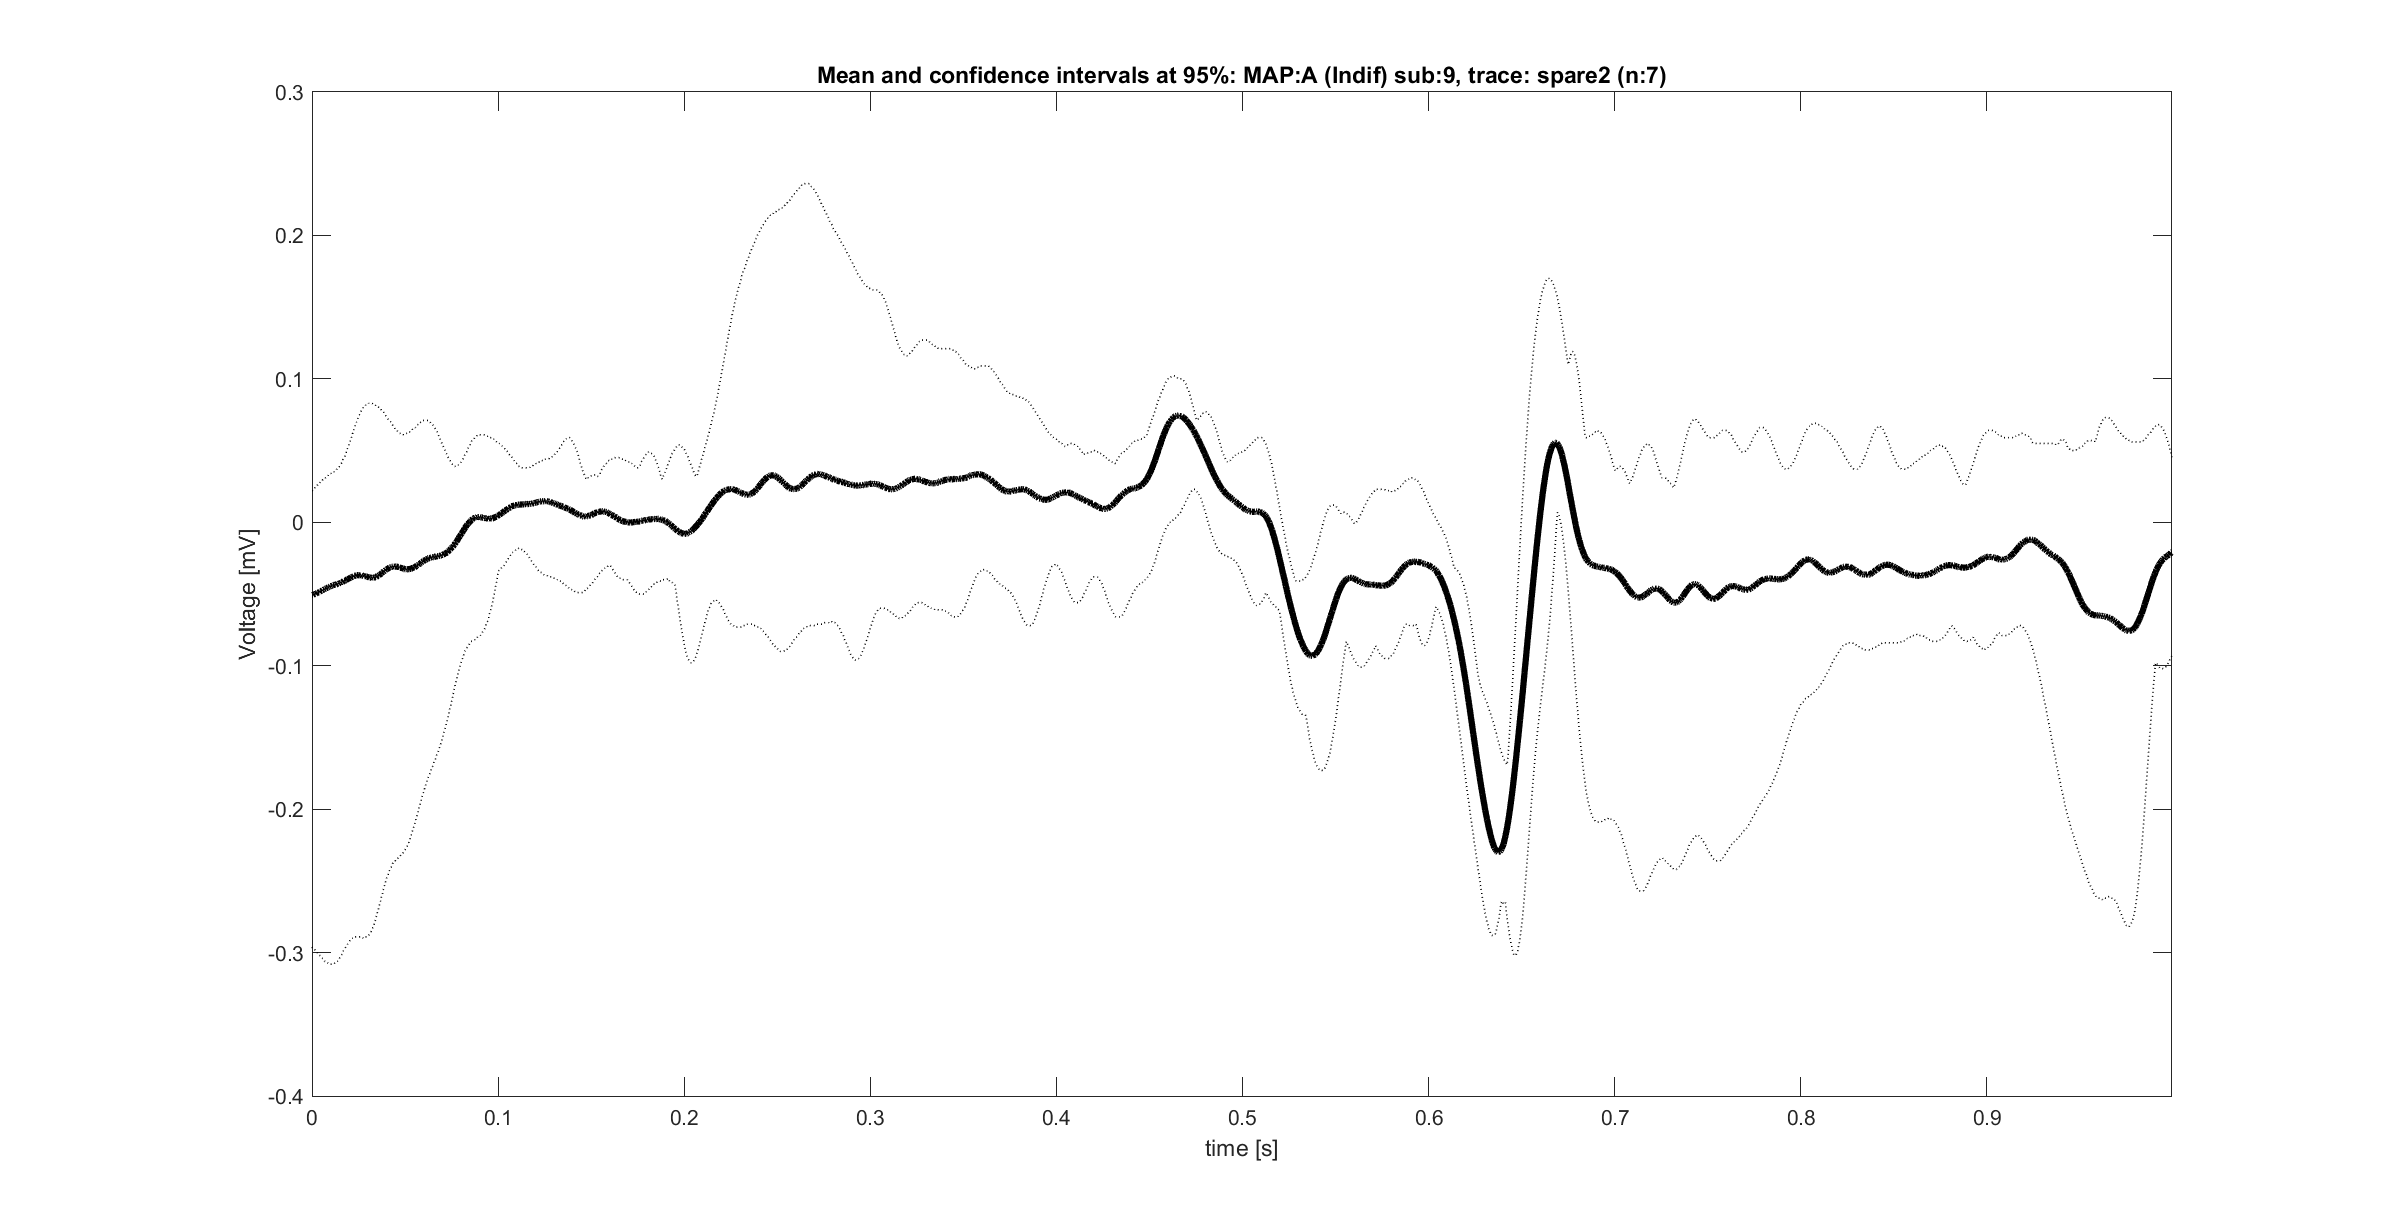 Mean and confidence intervals at 95%: MAP:A (Indif) sub:9, trace: spare2 (n:7)
0.3
0.2
0.1
0
-0.1
-0.2
-0.3
-0.4
Voltage [mV]
0 0.1 0.2 0.3 0.4 0.5 0.6 0.7 0.8 0.9
time [s]